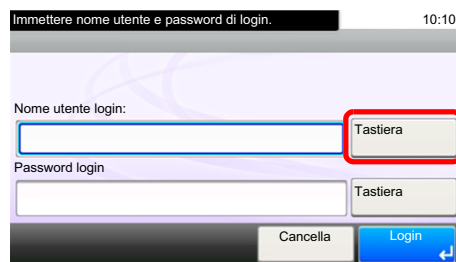 Immettere nome utente e password di login. 10:10
Nome utente login:
Tastiera
Password login
Tastiera
Cancella Login